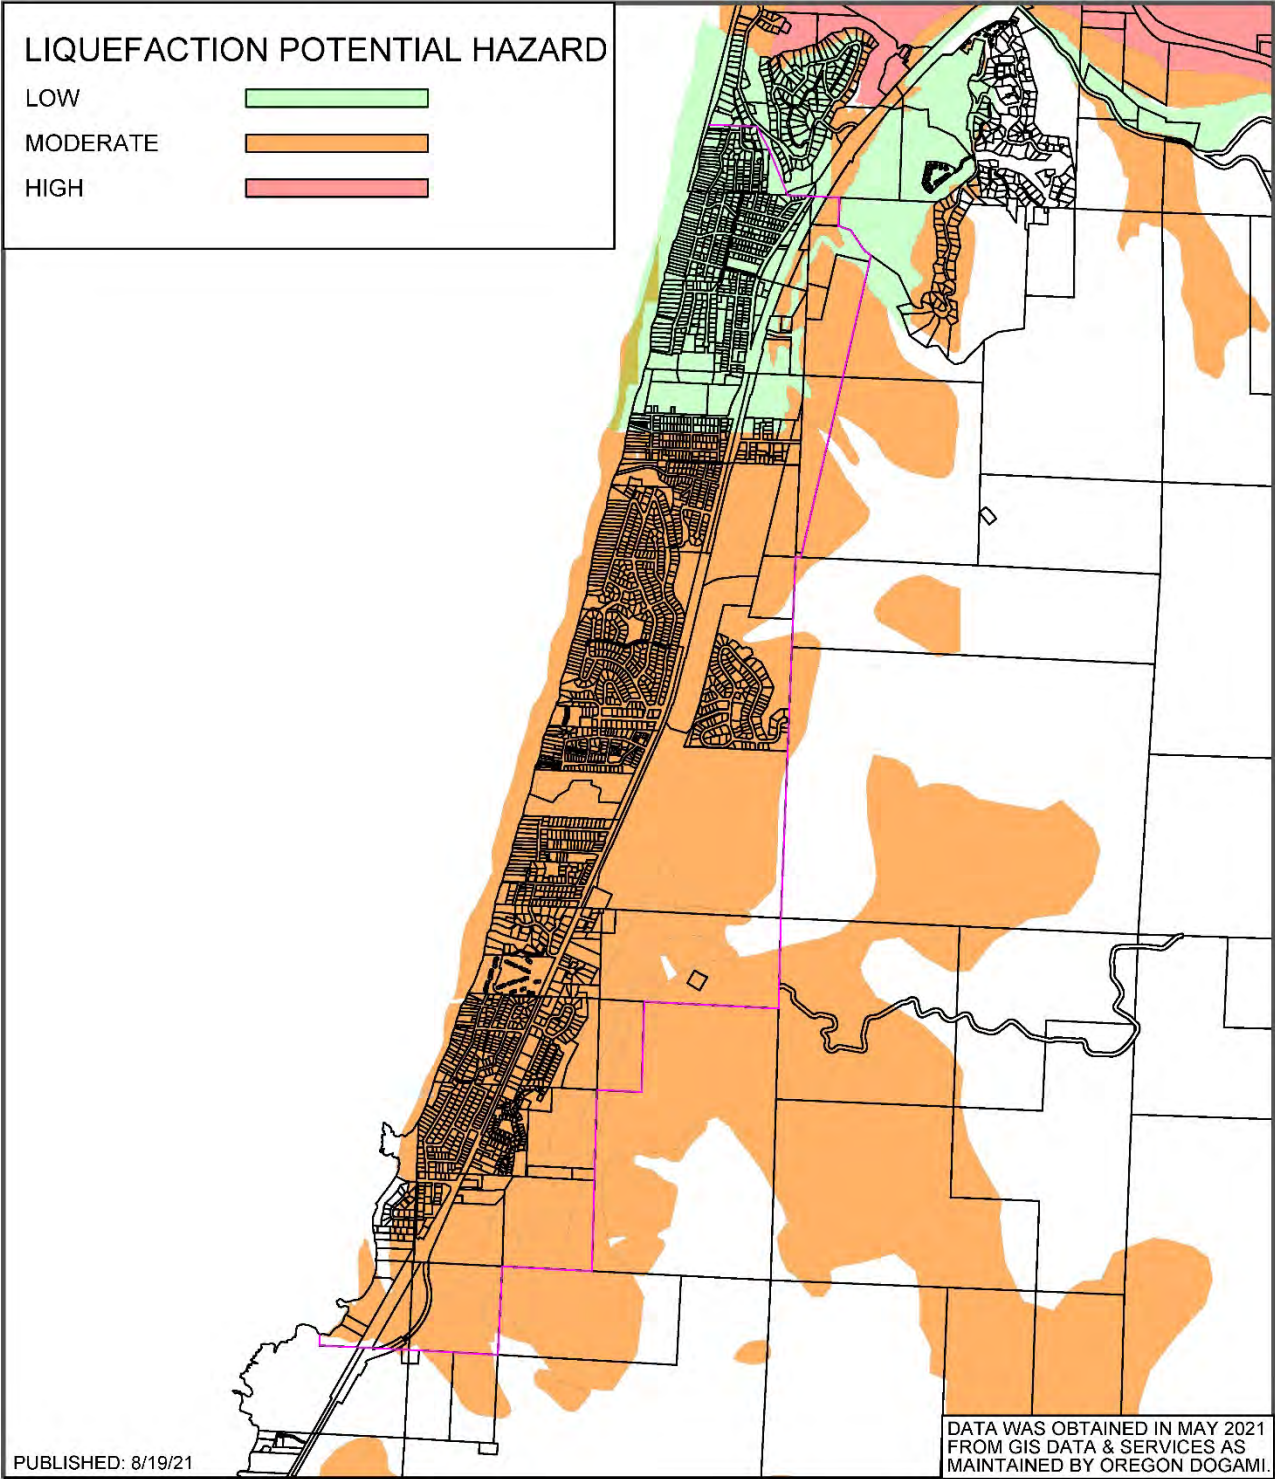 LIQUEFACTION POTENTIAL HAZARD
LOW
MODERATE
HIGH
PUBLISHED: 8/19/21
DATA WAS OBTAINED IN MAY 2021
FROM GIS DATA & SERVICES AS
MAINTAINED BY OREGON DOGAMI.